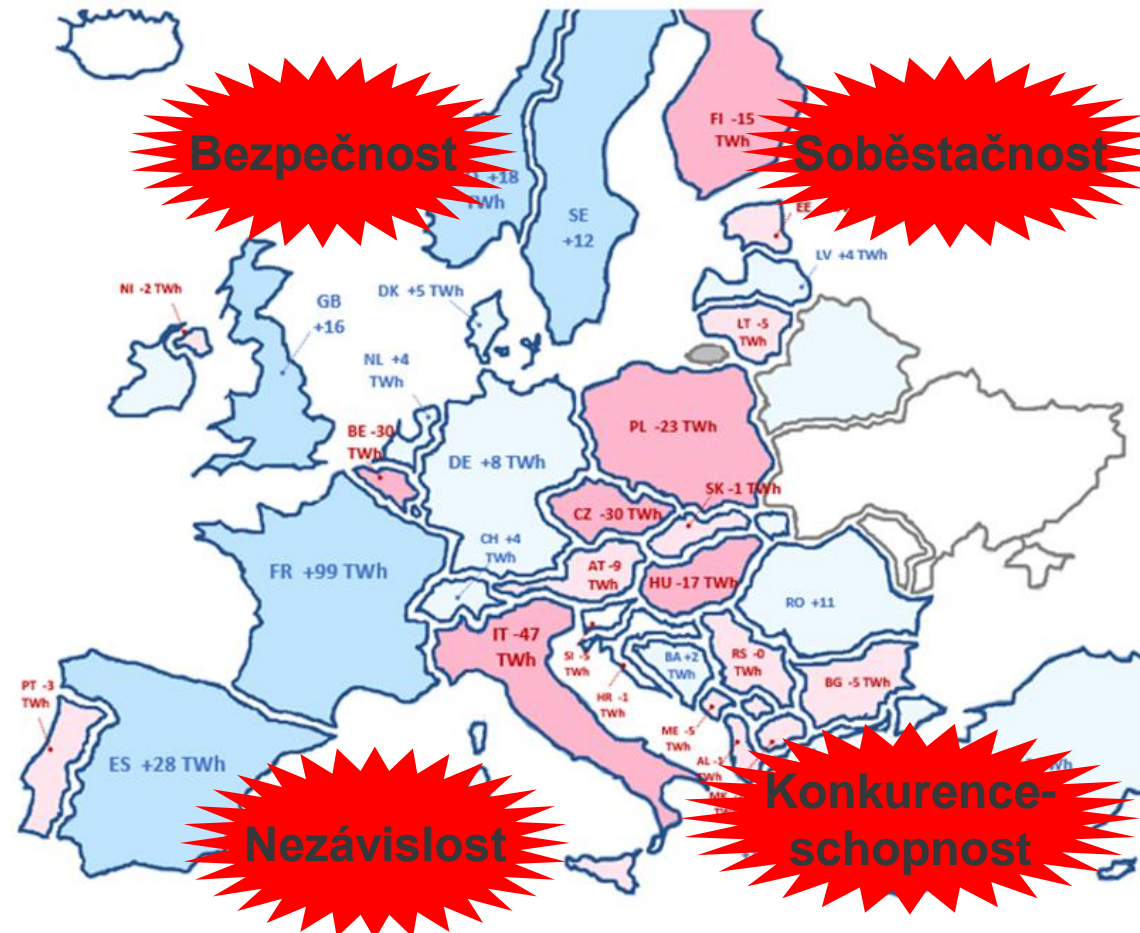 Bezpečnost
Soběstačnost
FI -15
TWh
+18
TWh
SE
+12
EE
LV +4 TWh
NI -2 TWh
GB
+16
DK +5 TWh
LT -5
TWh
NL +4
TWh
BE -30
TWh
DE +8 TWh
PL -23 TWh
SK -1 TWh
CZ -30 TWh
CH +4
TWh
AT -9
TWh
HU -17 TWh
FR +99 TWh
RO +11
IT -47
TWh
SI -5
TWh
BA +2
TWh
RS -0
TWh
BG -5 TWh
HR -1
TWh
PT -3
TWh
ME -5
TWh
ES +28 TWh
AL -1
TWh
Konkurence-
schopnost
Nezávislost